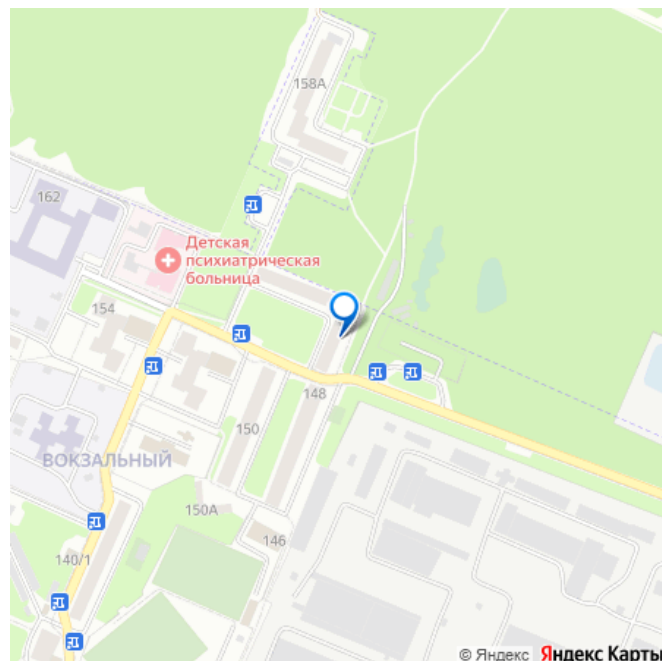 158А
162
Детская
психиатрическая
больница
154
148
150
ВОКЗАЛЬНЫЙ
150А
146
140/1
© Яндекс Яндекс Карты